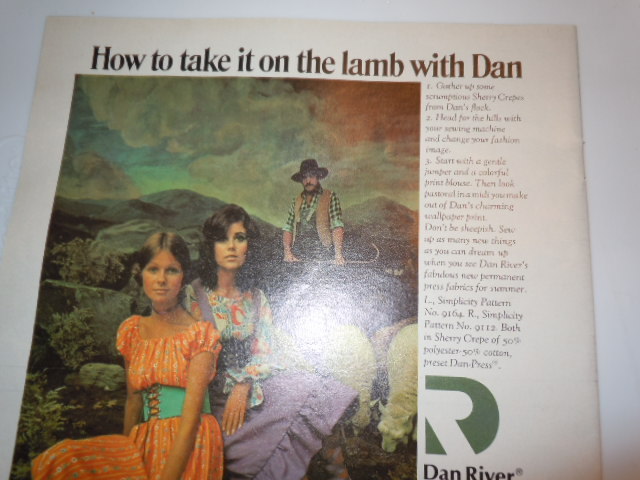 How to take it on the lamb with Dan
1. Gather up some
scrumptious Sherry Crepes
from Dan's flock.
2. Head for the hills with
your sewing machine
and change your fashion
image.
3. Start with a gentle
jumper and a colorful
print blouse. Then look
pastoral in a midi you make
out of Dan's charming
wallpaper print.
Don't be sheepish. Sew
up as many new things
as you can dream up
when you see Dan River's
fabulous new permanent
press fabrics for summer.
L., Simplicity Pattern
No. 9164. R., Simplicity
Pattern No. 9112. Both
in Sherry Crepe of 50%
polyester-50% cotton,
preset Dan-Press™.
R
Dan River®